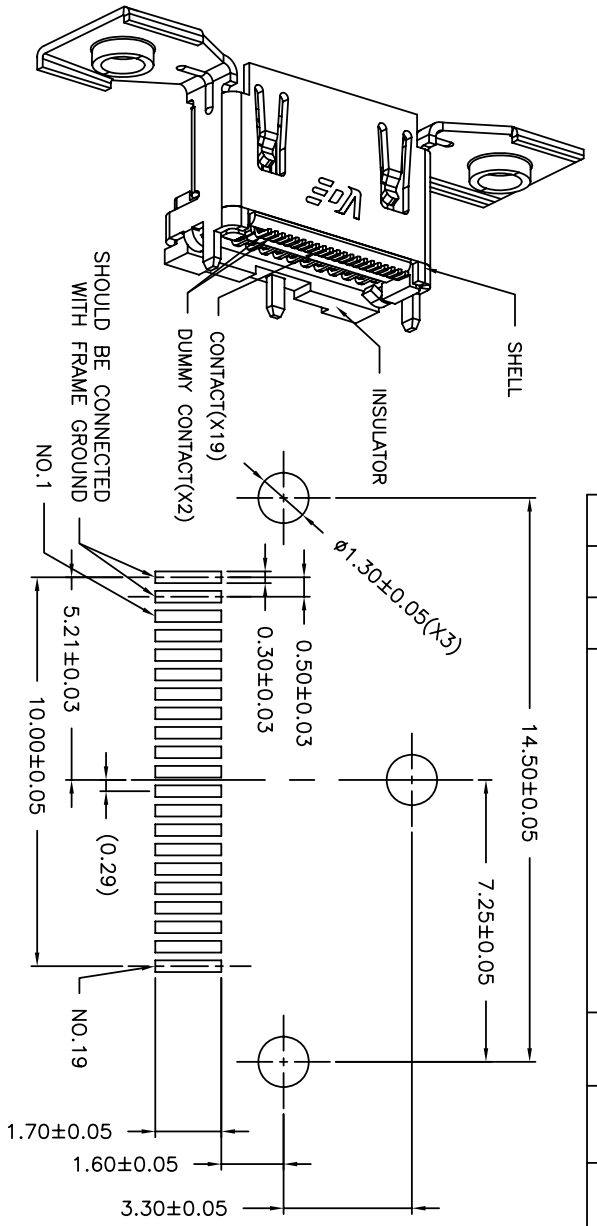 SHELL
INSULATOR
CONTACT(X19)
DUMMY CONTACT(X2)
SHOULD BE CONNECTED
WITH FRAME GROUND
NO.1
ø1.30±0.05(X3)
14.50±0.05
7.25±0.05
0.50±0.03
0.30±0.03
5.21±0.03
10.00±0.05
(0.29)
NO.19
1.70±0.05
1.60±0.05
3.30±0.05